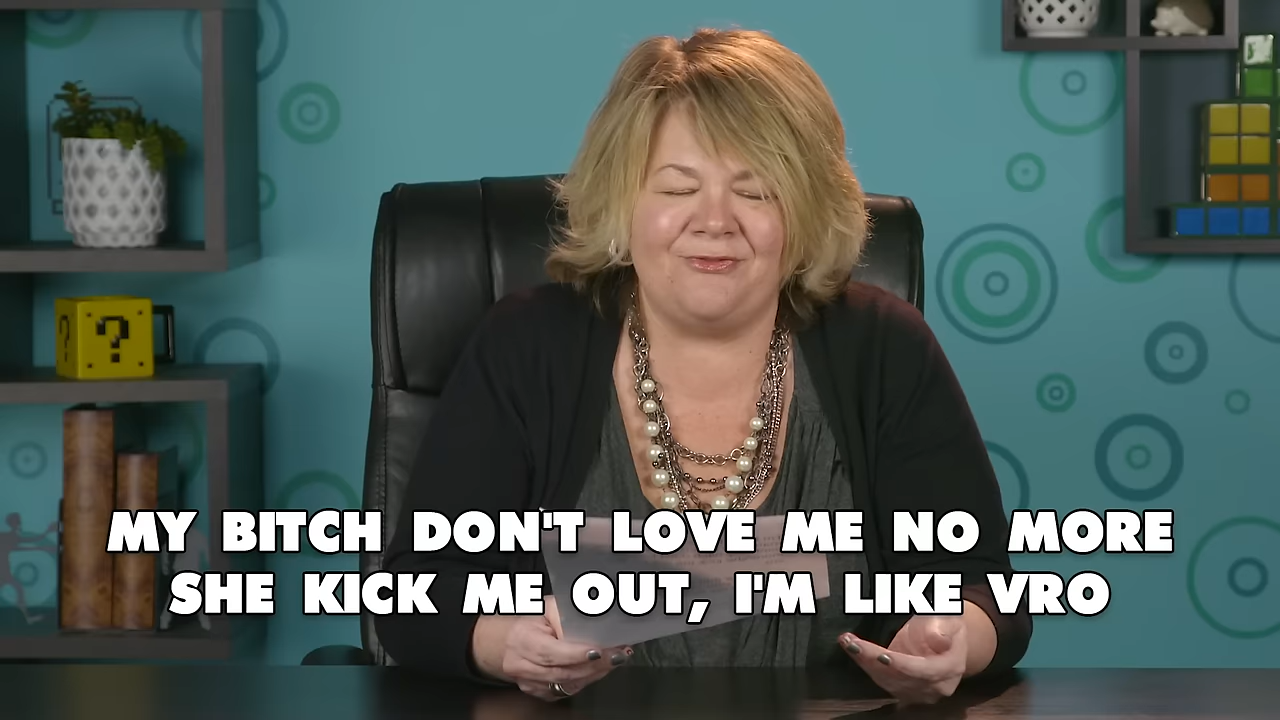 MY BITCH DON'T LOVE ME NO MORE
SHE KICK ME OUT, I'M LIKE VRO
?